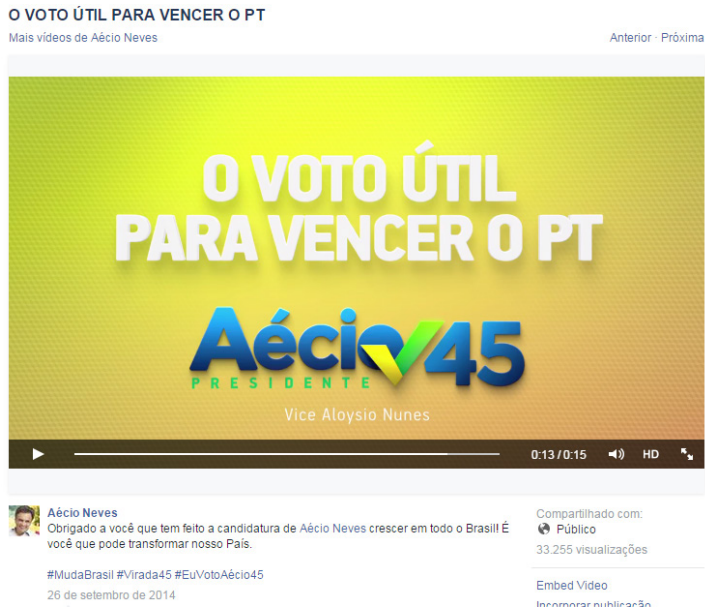 O VOTO ÚTIL PARA VENCER O PT
Mais vídeos de Aécio Neves
Anterior · Próxima
O VOTO ÚTIL
PARA VENCER O PT
Aécio 45
PRESIDENTE
Vice Aloysio Nunes
0:13 / 0:15
HD
Aécio Neves
Obrigado a você que tem feito a candidatura de Aécio Neves crescer em todo o Brasil! É
você que pode transformar nosso País.
#MudaBrasil #Virada45 #EuVotoAécio45
26 de setembro de 2014
Compartilhado com:
Público
33.255 visualizações
Embed Video
Incorporar publicação